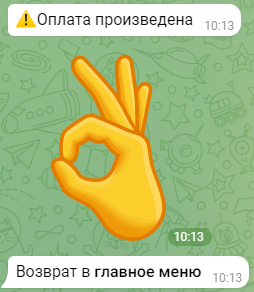 ⚠️Оплата произведена 10:13
10:13
Возврат в главное меню 10:13